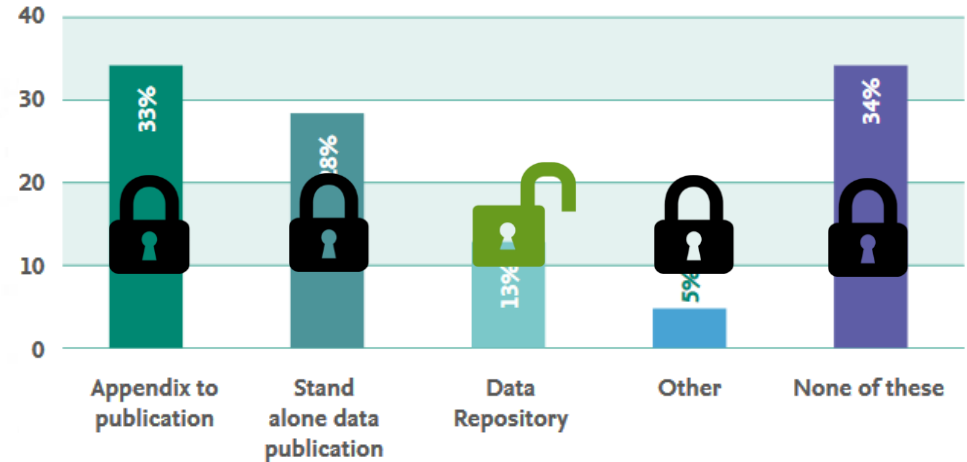 40
30
20
10
0
33%
28%
13%
5%
34%
Appendix to
publication
Stand
alone data
publication
Data
Repository
Other
None of these